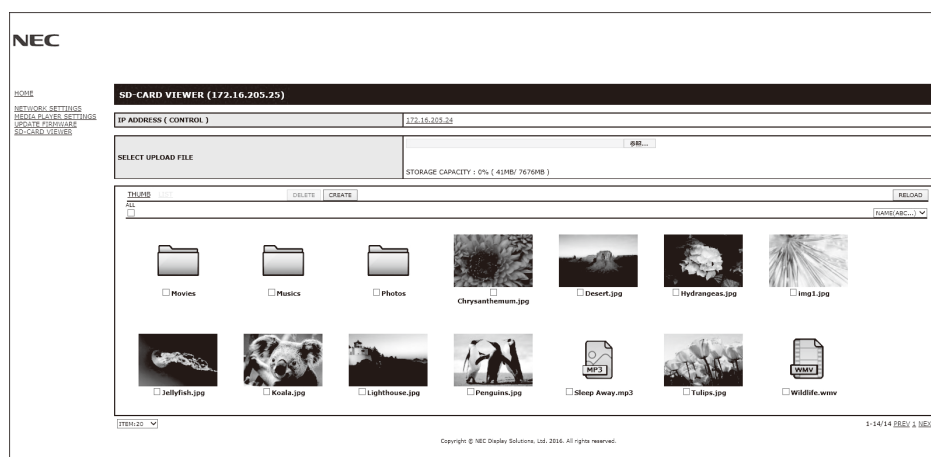 NEC
HOME
NETWORK SETTINGS
MEDIA PLAYER SETTINGS
UPDATE FIRMWARE
SD-CARD VIEWER
SD-CARD VIEWER (172.16.205.25)
IP ADDRESS ( CONTROL ) 172.16.205.24
SELECT UPLOAD FILE
参照...
STORAGE CAPACITY : 0% ( 41MB/ 7676MB )
THUMB LIST DELETE CREATE RELOAD
ALL
NAME(ABC...)
Movies Musics Photos Chrysanthemum.jpg Desert.jpg Hydrangeas.jpg img1.jpg
MP3 WMV
Jellyfish.jpg Koala.jpg Lighthouse.jpg Penguins.jpg Sleep Away.mp3 Tulips.jpg Wildlife.wmv
ITEM:20 1-14/14 PREV 1 NEX
Copyright © NEC Display Solutions, Ltd. 2016. All rights reserved.